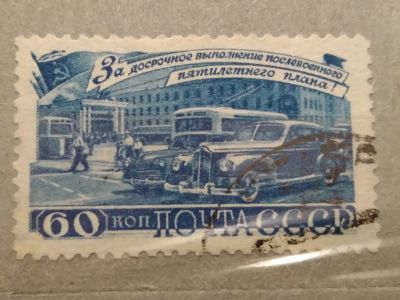 За досрочное выполнение послевоенного
пятилетнего плана!
60 КОП ПОЧТА СССР